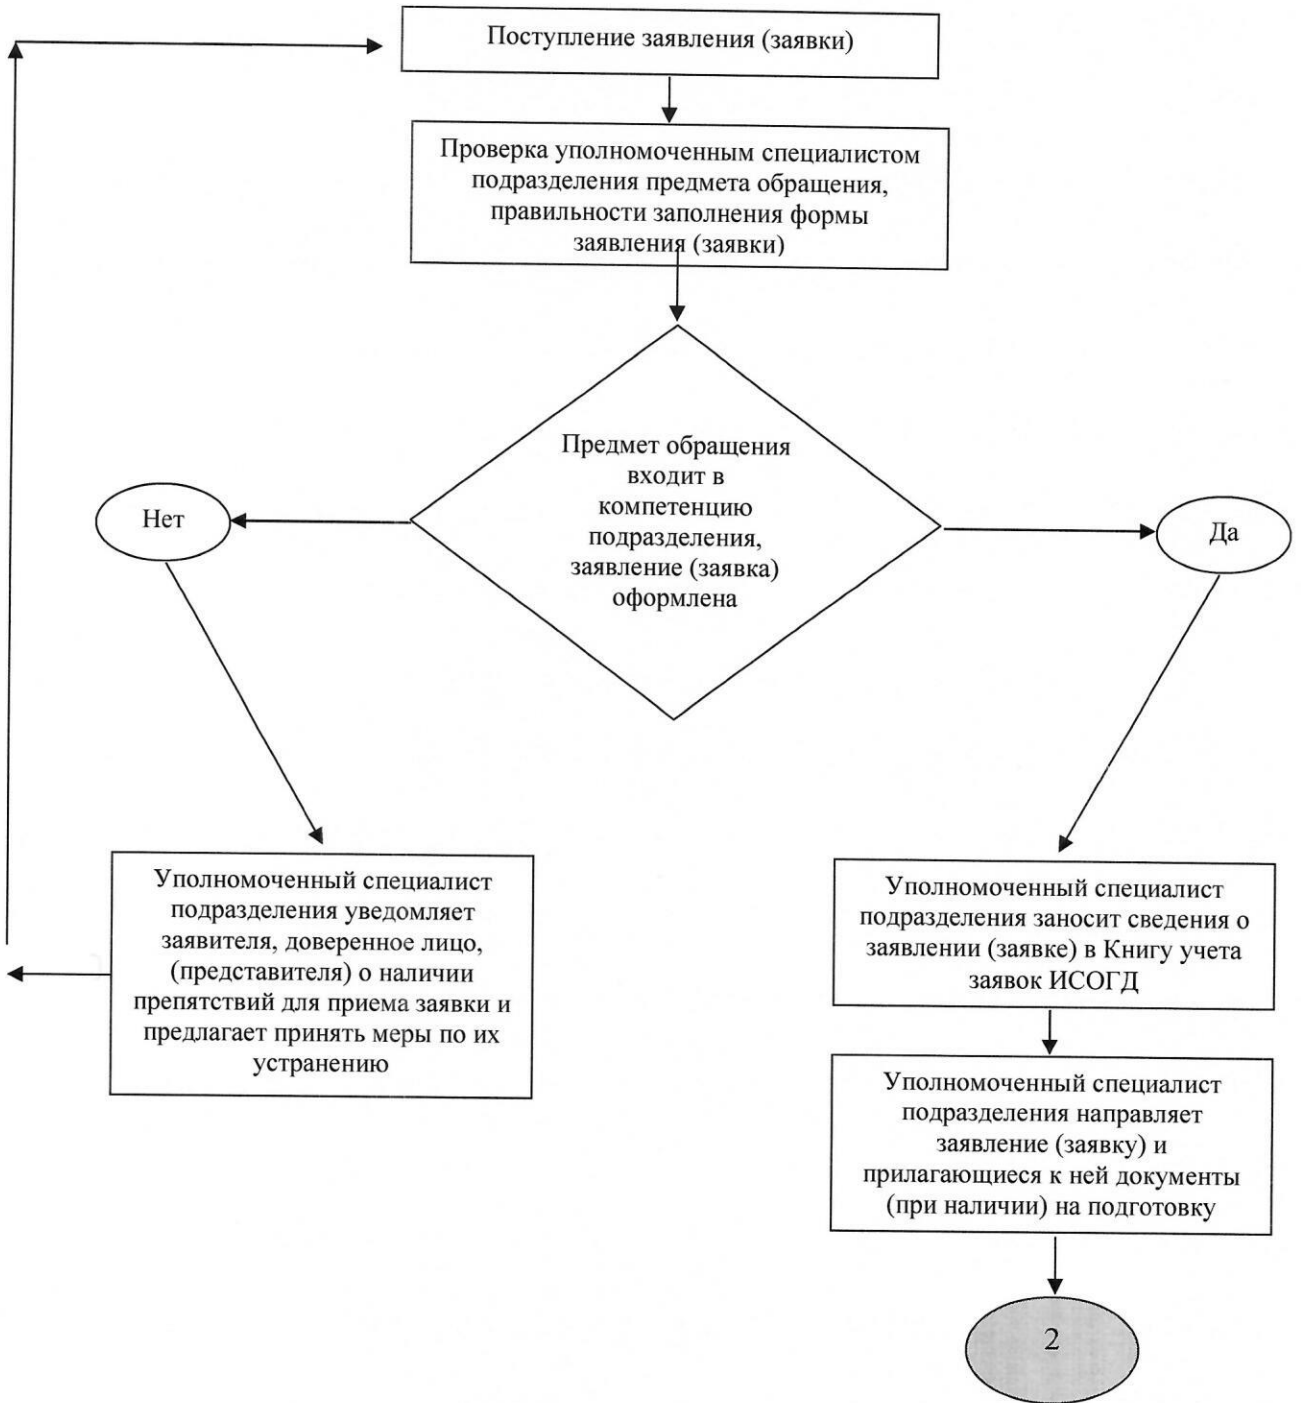 Поступление заявления (заявки)
Проверка уполномоченным специалистом
подразделения предмета обращения,
правильности заполнения формы
заявления (заявки)
Предмет обращения
входит в
компетенцию
подразделения,
заявление (заявка)
оформлена
Нет
Да
Уполномоченный специалист
подразделения уведомляет
заявителя, доверенное лицо,
(представителя) о наличии
препятствий для приема заявки и
предлагает принять меры по их
устранению
Уполномоченный специалист
подразделения заносит сведения о
заявлении (заявке) в Книгу учета
заявок ИСОГД
Уполномоченный специалист
подразделения направляет
заявление (заявку) и
прилагающиеся к ней документы
(при наличии) на подготовку
2